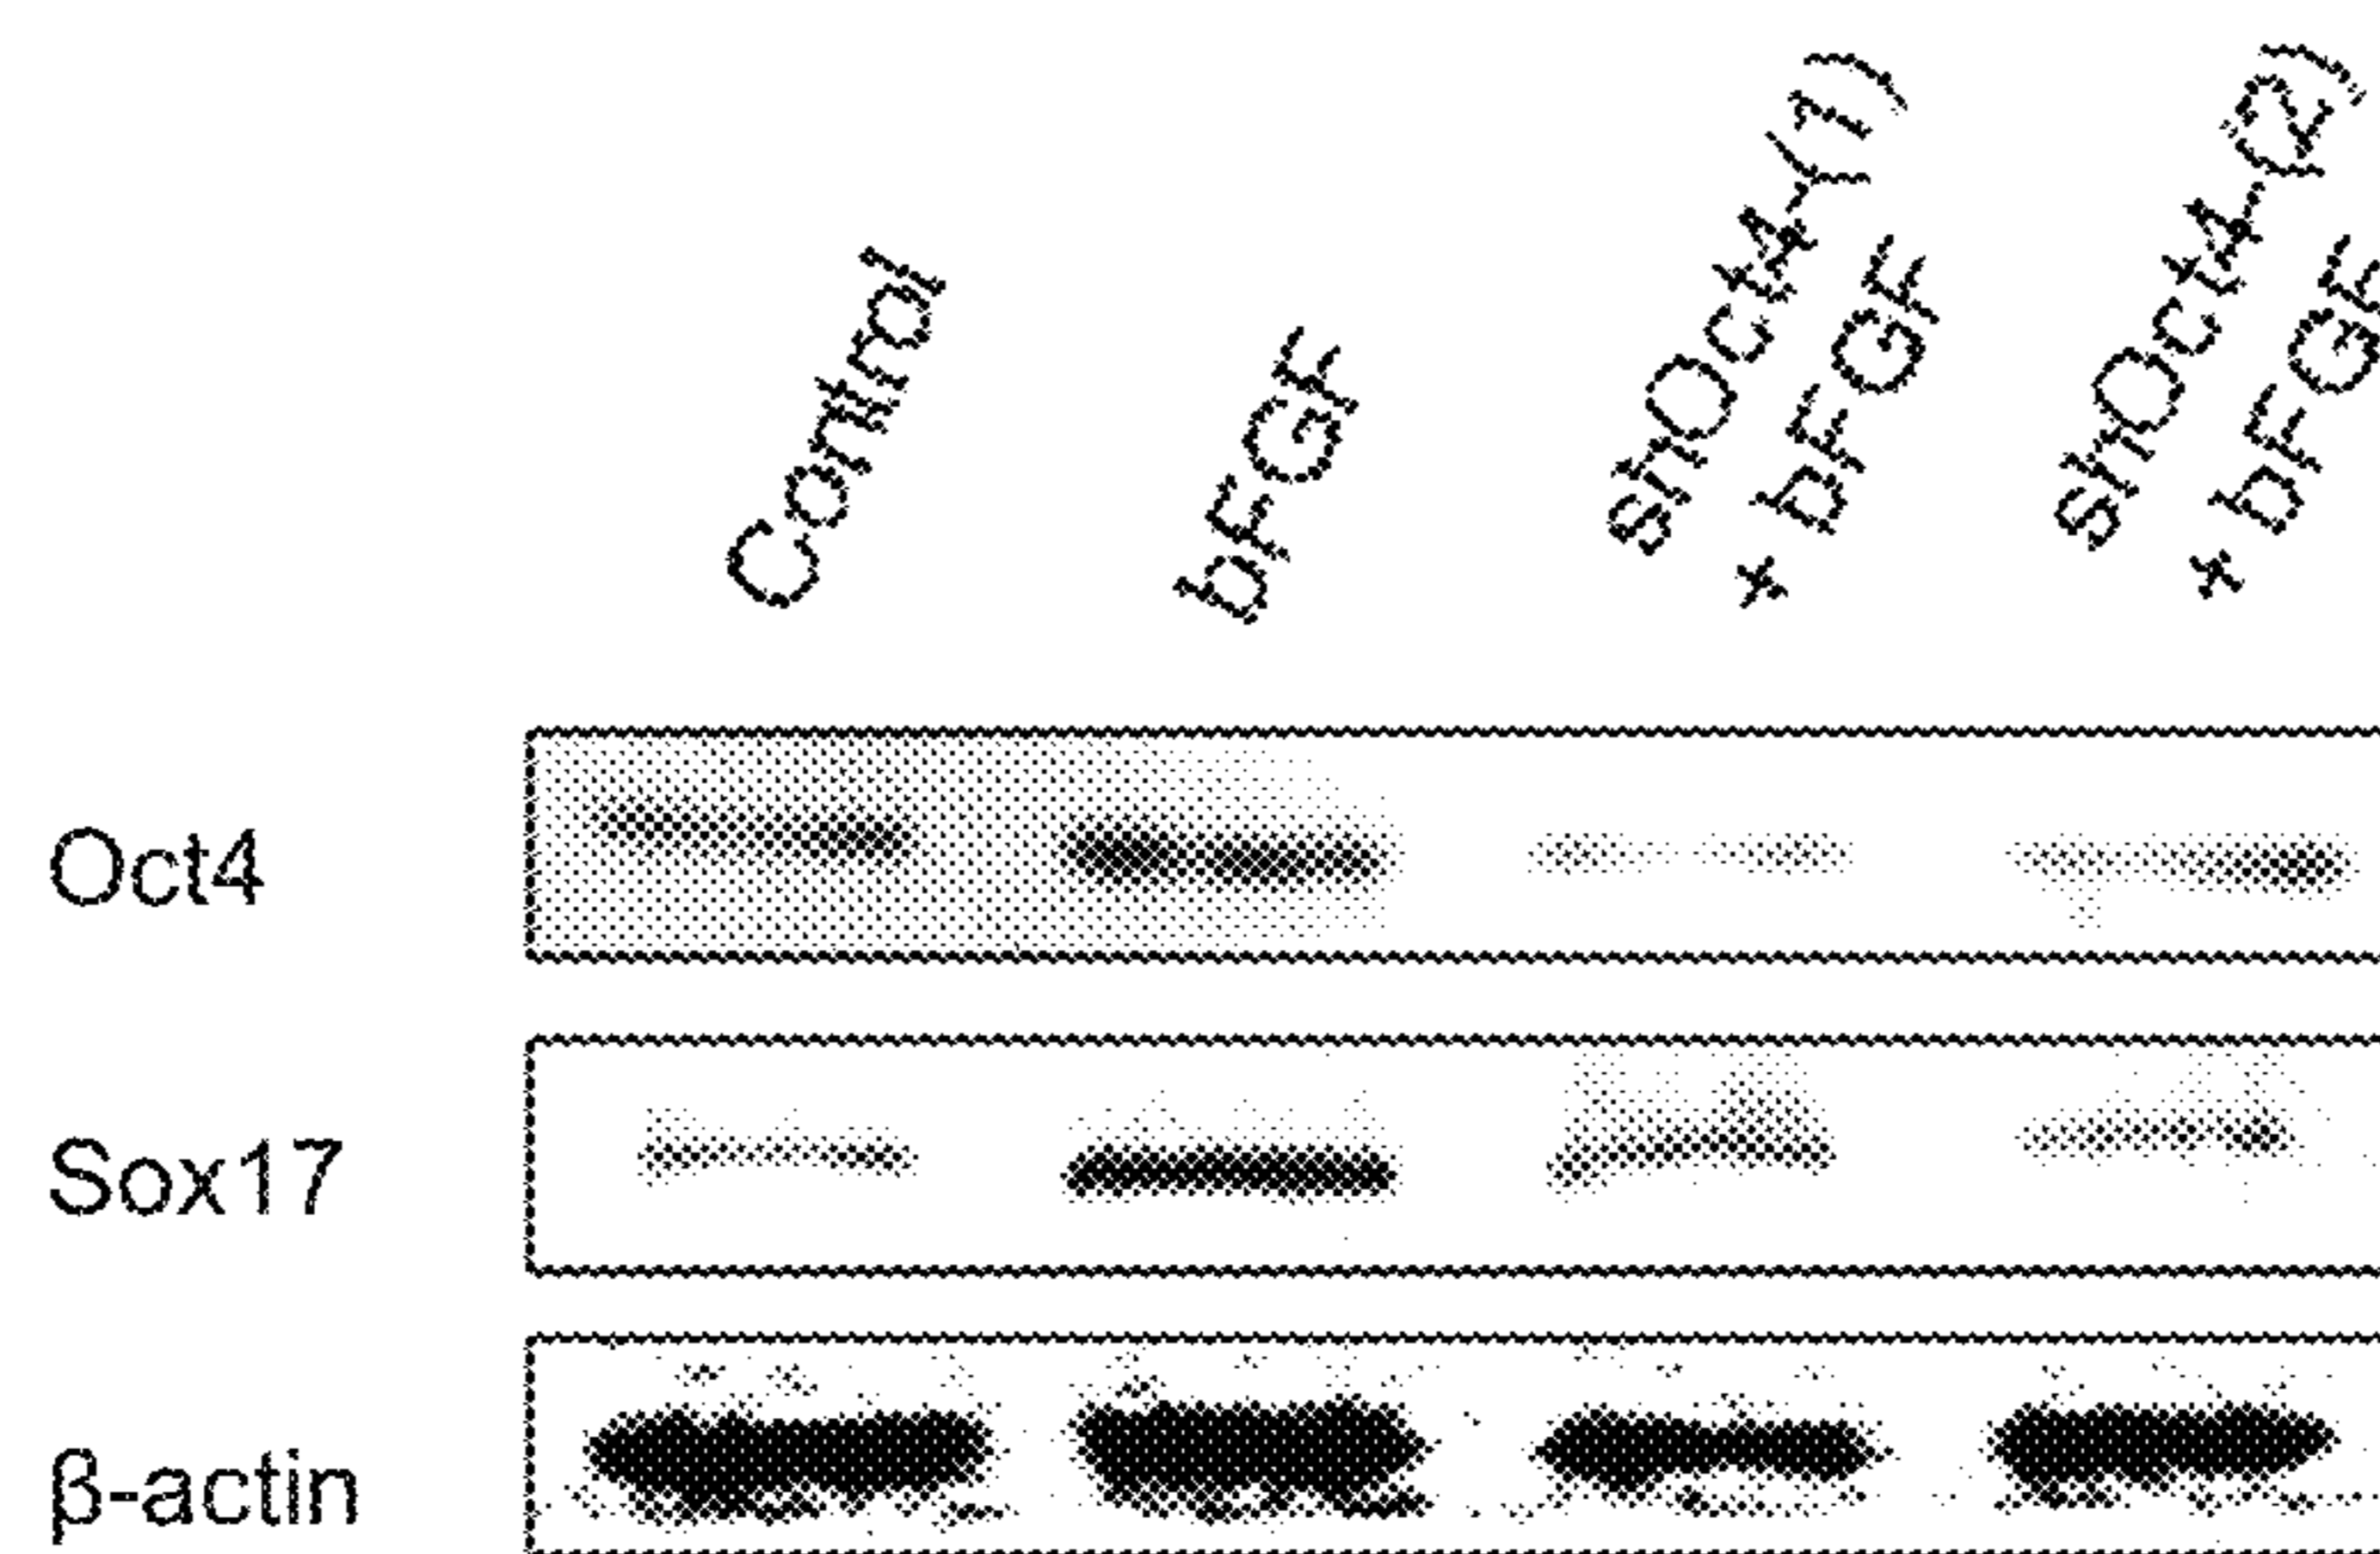 Control
bFGF
shOct4-(1)
+ bFGF
shOct4-(2)
+ bFGF
Oct4
Sox17
β-actin